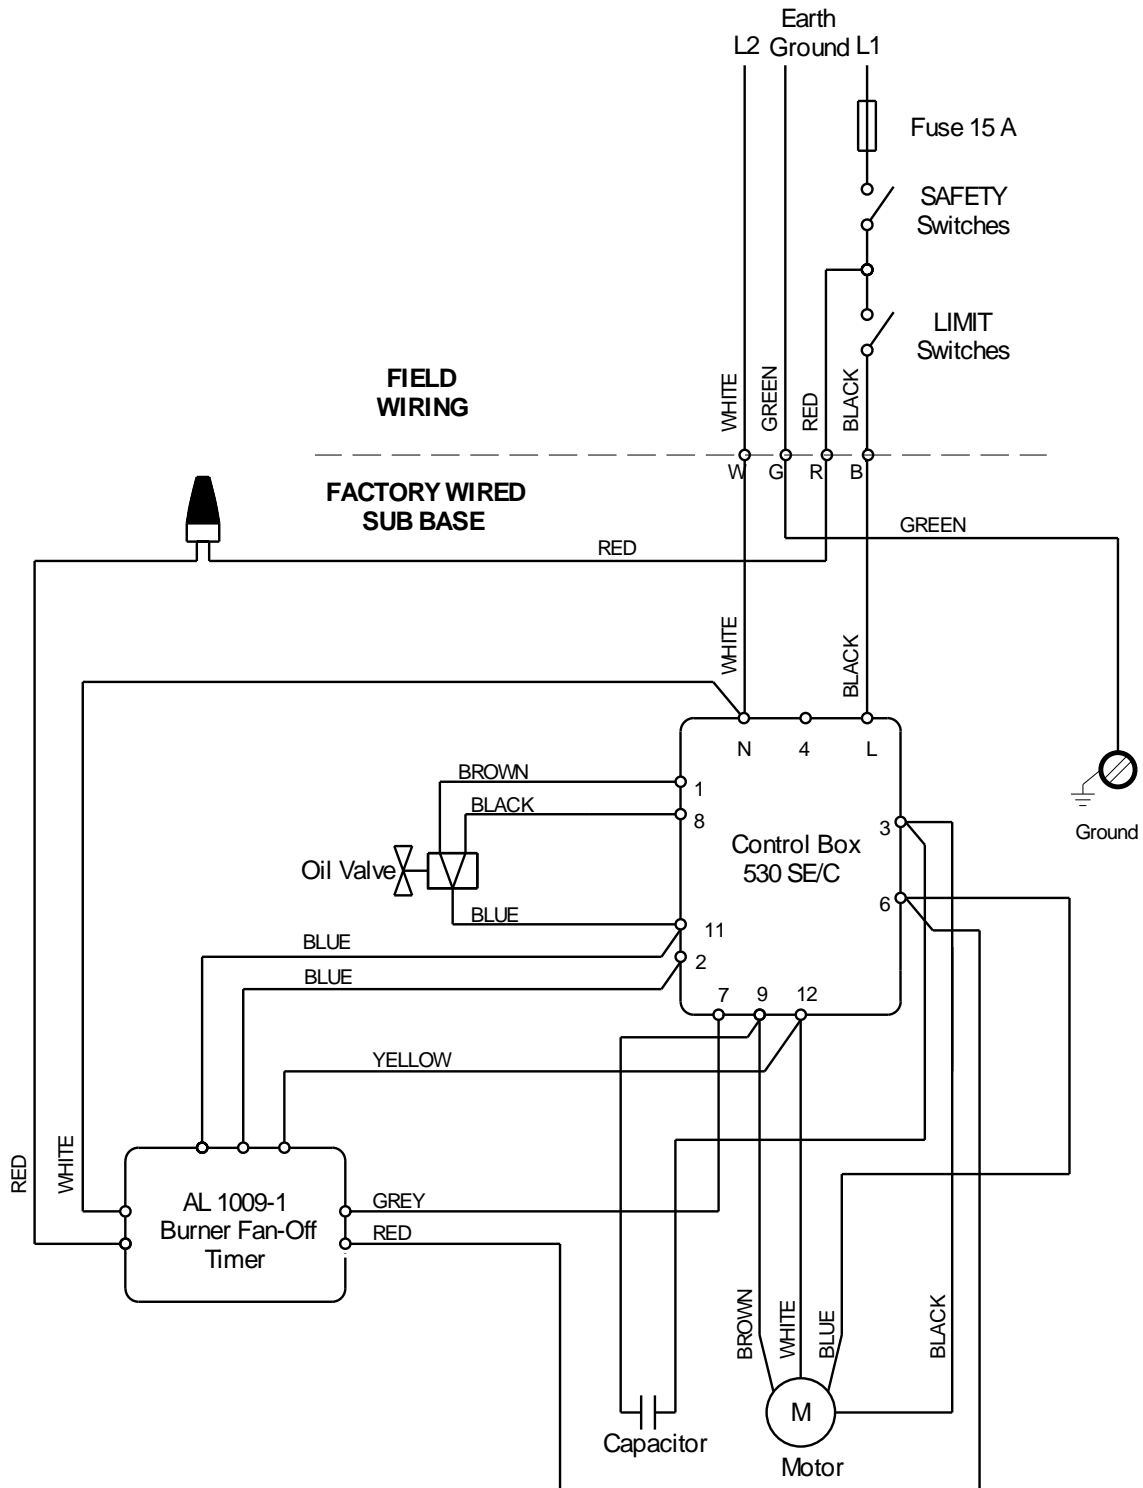 Earth
L2 Ground L1
Fuse 15 A
SAFETY
Switches
LIMIT
Switches
FIELD
WIRING
WHITE
GREEN
RED
BLACK
W G R B
FACTORY WIRED
SUB BASE
GREEN
RED
WHITE
BLACK
N 4 L
BROWN
1
BLACK
8
3
Ground
Control Box
530 SE/C
Oil Valve
6
BLUE
11
BLUE
2
BLUE
7 9 12
YELLOW
RED
WHITE
AL 1009-1
Burner Fan-Off
Timer
GREY
RED
BROWN
WHITE
BLUE
BLACK
M
Capacitor
Motor